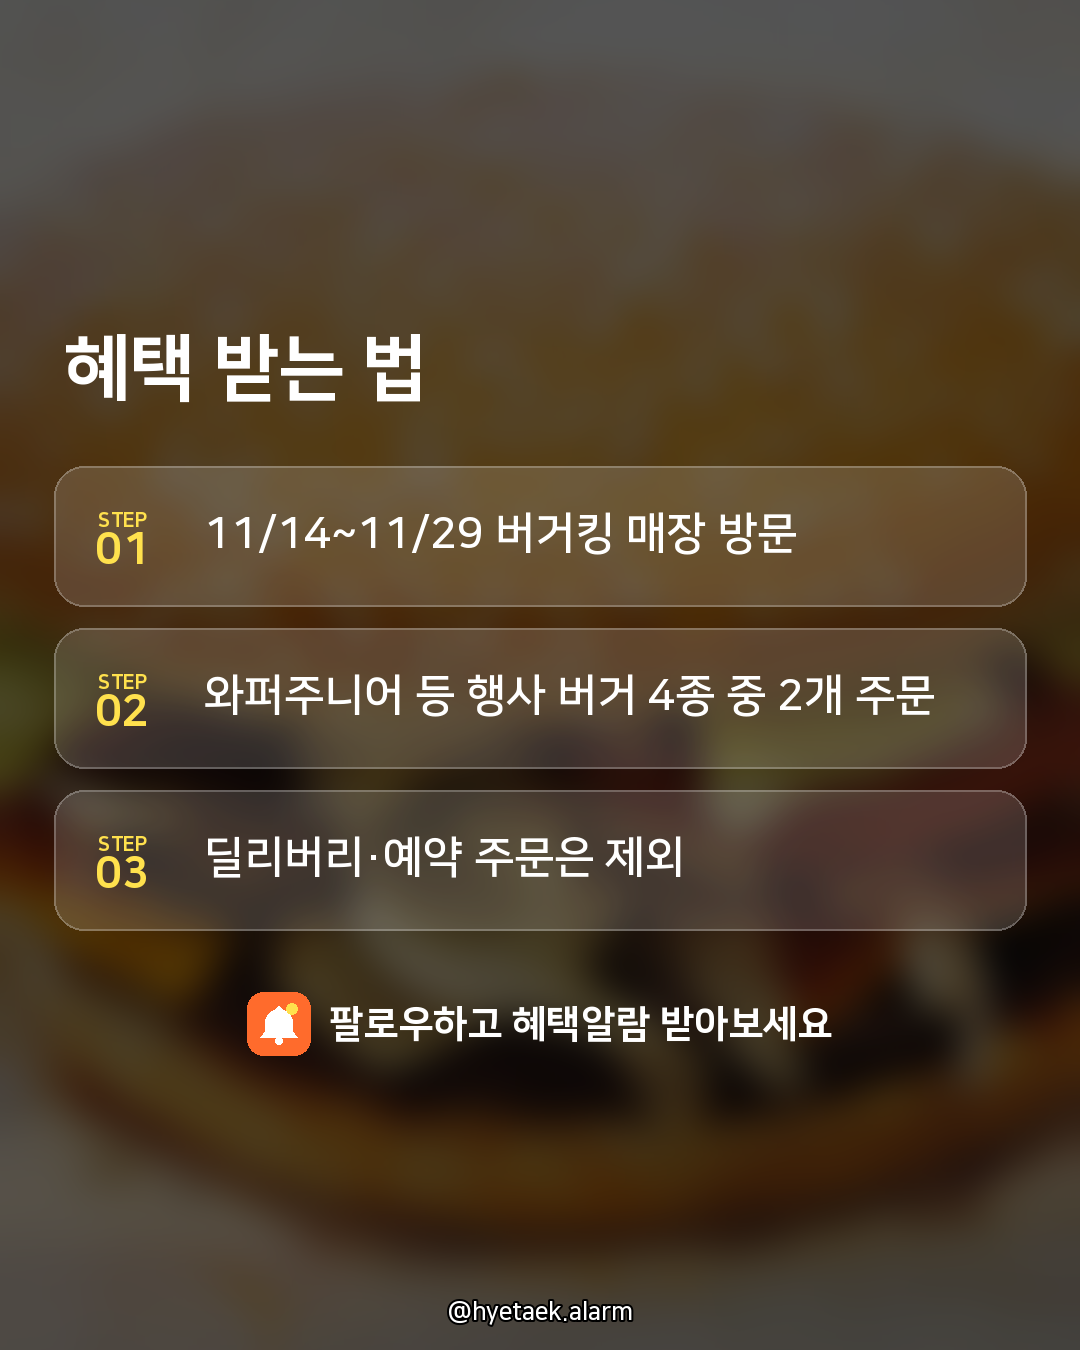 혜택 받는 법
STEP
01
11/14~11/29 버거킹 매장 방문
STEP
02
와퍼주니어 등 행사 버거 4종 중 2개 주문
STEP
03
딜리버리·예약 주문은 제외
팔로우하고 혜택알람 받아보세요
@hyetaek.alarm